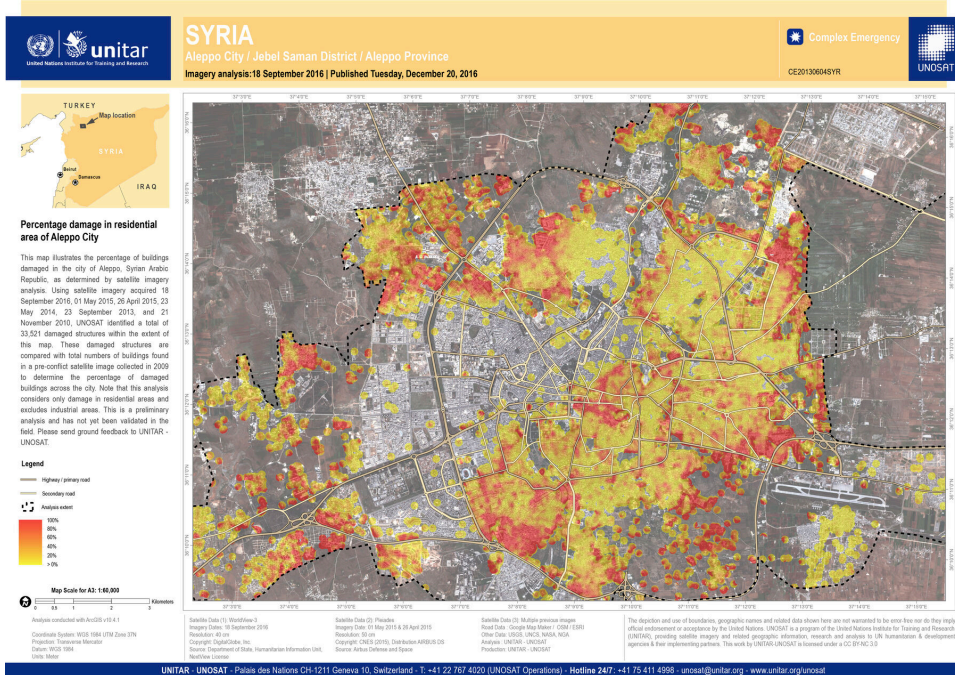 unitar
United Nations Institute for Training and Research
SYRIA
Aleppo City / Jebel Saman District / Aleppo Province
Imagery analysis:18 September 2016 | Published Tuesday, December 20, 2016
Complex Emergency
CE20130604SYR
UNOSAT
TURKEY
Map location
SYRIA
Beirut
Damascus
IRAQ
Percentage damage in residential
area of Aleppo City
This map illustrates the percentage of buildings
damaged in the city of Aleppo, Syrian Arabic
Republic, as determined by satellite imagery
analysis. Using satellite imagery acquired 18
September 2016, 01 May 2015, 26 April 2015, 23
May 2014, 23 September 2013, and 21
November 2010, UNOSAT identified a total of
33,521 damaged structures within the extent of
this map. These damaged structures are
compared with total numbers of buildings found
in a pre-conflict satellite image collected in 2009
to determine the percentage of damaged
buildings across the city. Note that this analysis
considers only damage in residential areas and
excludes industrial areas. This is a preliminary
analysis and has not yet been validated in the
field. Please send ground feedback to UNITAR -
UNOSAT.
Legend
Highway / primary road
Secondary road
Analysis extent
100%
80%
60%
40%
20%
> 0%
Map Scale for A3: 1:60,000
Kilometers
0 0.5 1 2 3
Analysis conducted with ArcGIS v10.4.1
Coordinate System: WGS 1984 UTM Zone 37N
Projection: Transverse Mercator
Datum: WGS 1984
Units: Meter
Satellite Data (1): WorldView-3
Imagery Dates: 18 September 2016
Resolution: 40 cm
Copyright: DigitalGlobe, Inc.
Source: Department of State, Humanitarian Information Unit,
NextView License
Satellite Data (2): Pleiades
Imagery Date: 01 May 2015 & 26 April 2015
Resolution: 50 cm
Copyright: CNES (2015); Distribution AIRBUS DS
Source: Airbus Defense and Space
Satellite Data (3): Multiple previous images
Road Data : Google Map Maker / OSM / ESRI
Other Data: USGS, UNCS, NASA, NGA
Analysis : UNITAR - UNOSAT
Production: UNITAR - UNOSAT
The depiction and use of boundaries, geographic names and related data shown here are not warranted to be error-free nor do they imply
official endorsement or acceptance by the United Nations. UNOSAT is a program of the United Nations Institute for Training and Research
(UNITAR), providing satellite imagery and related geographic information, research and analysis to UN humanitarian & development
agencies & their implementing partners. This work by UNITAR-UNOSAT is licensed under a CC BY-NC 3.0
UNITAR - UNOSAT - Palais des Nations CH-1211 Geneva 10, Switzerland - T: +41 22 767 4020 (UNOSAT Operations) - Hotline 24/7: +41 75 411 4998 - unosat@unitar.org - www.unitar.org/unosat